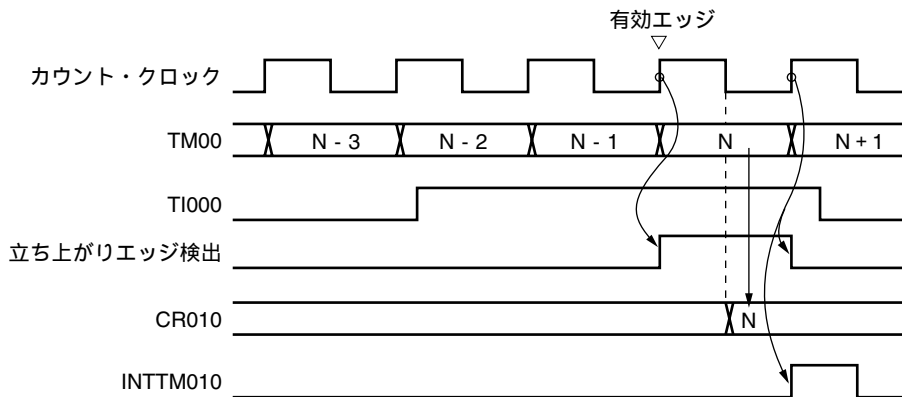 有効エッジ
カウント・クロック
TM00 N - 3 N - 2 N - 1 N N + 1
TI000
立ち上がりエッジ検出
CR010 N
INTTM010